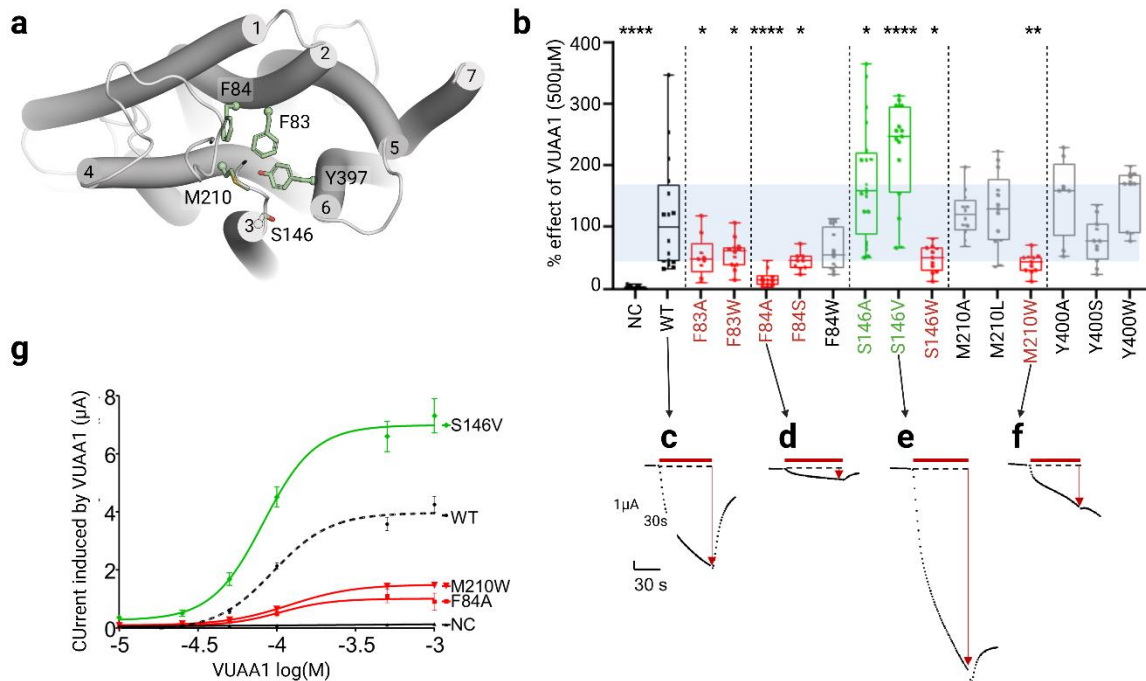 a
1
2
7
F84
F83
4
5
M210
Y397
6
3
S146
b
**** * * **** * * **** * **
% effect of VUAA1 (500µM)
400
300
200
100
0
NC WT F83A F83W F84A F84S F84W S146A S146V S146W M210A M210L M210W Y400A Y400S Y400W
c d e f
1µA
30s
30 s
g
CUrrent induced by VUAA1 (µA)
8
6
4
2
0
S146V
WT
M210W
F84A
NC
-5 -4.5 -4 -3.5 -3
VUAA1 log(M)